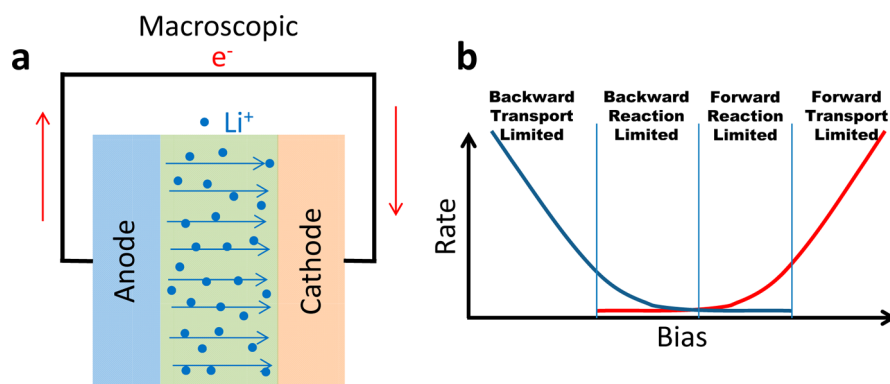 a
Macroscopic
e-
Li+
Anode
Cathode
b
Backward
Transport
Limited
Backward
Reaction
Limited
Forward
Reaction
Limited
Forward
Transport
Limited
Rate
Bias